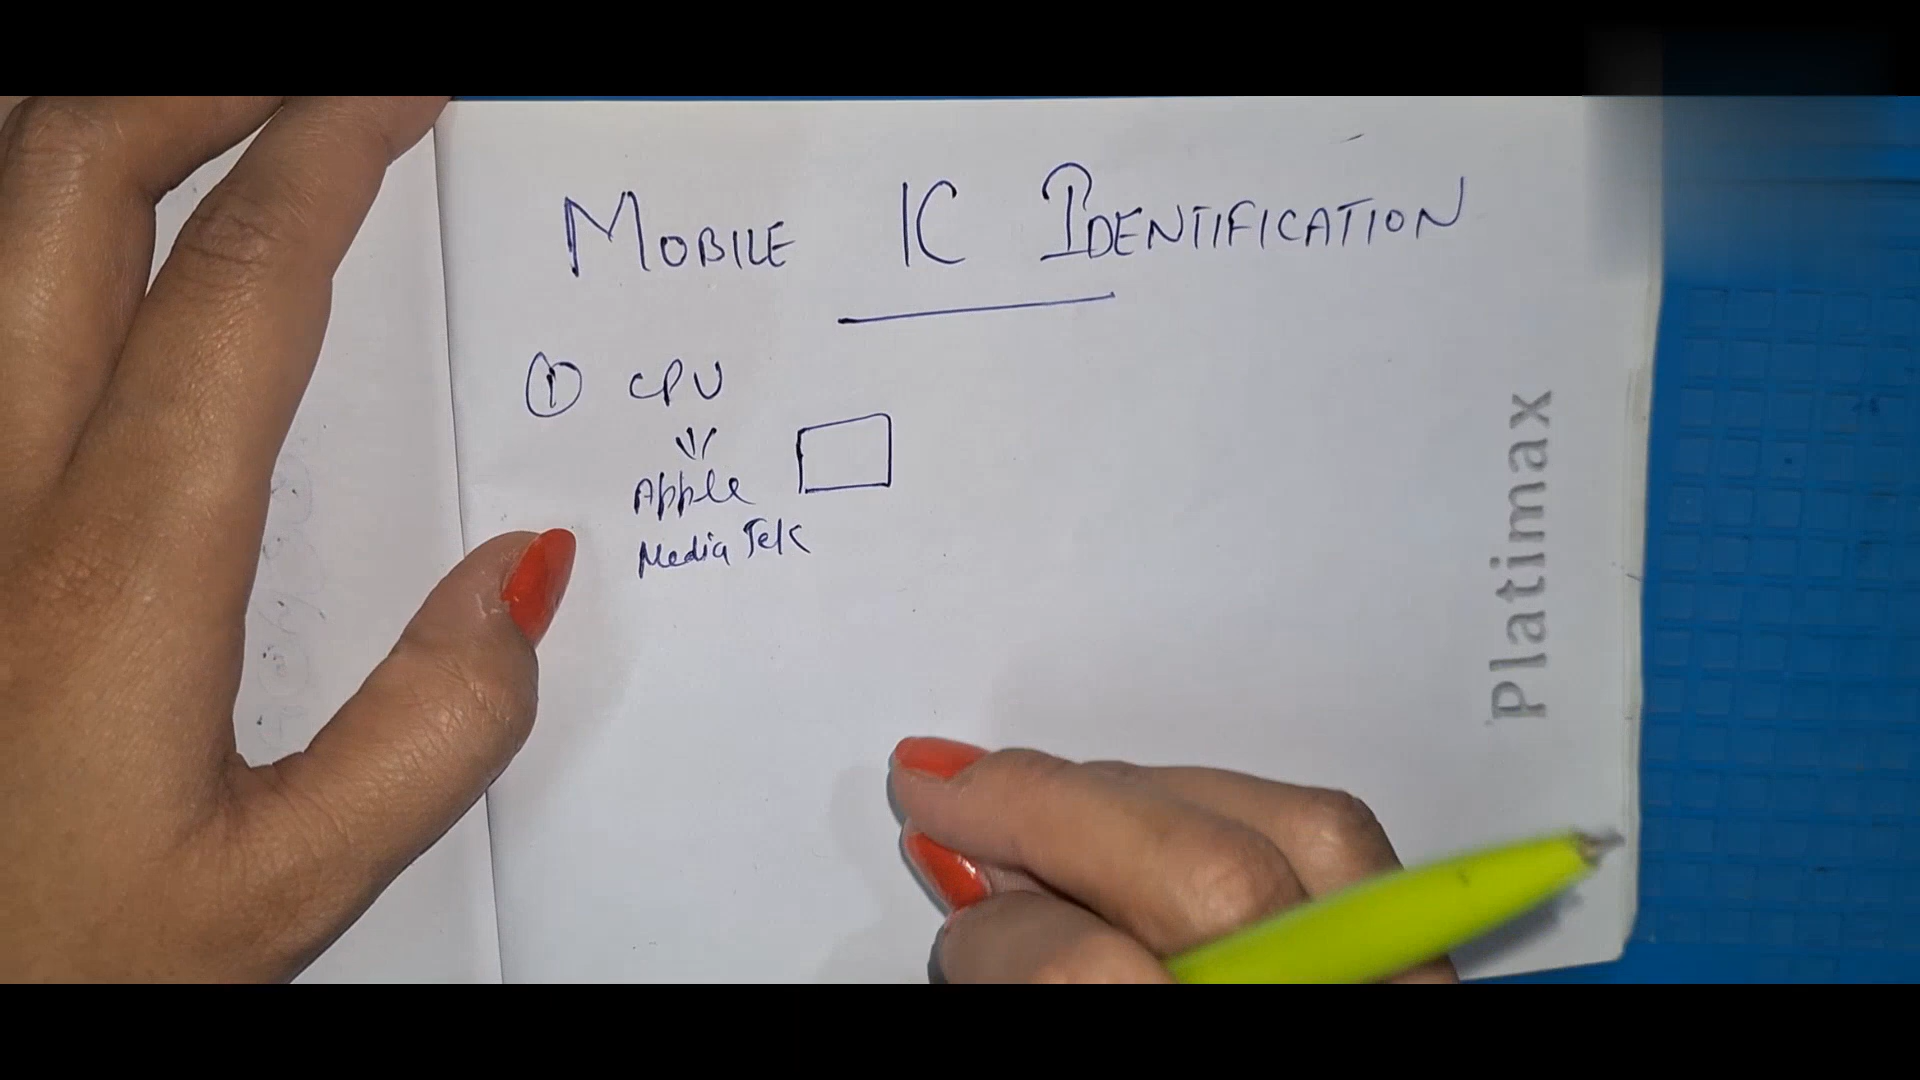 MOBILE IC IDENTIFICATION
① CPU
Apple
Media Tek
Platimax